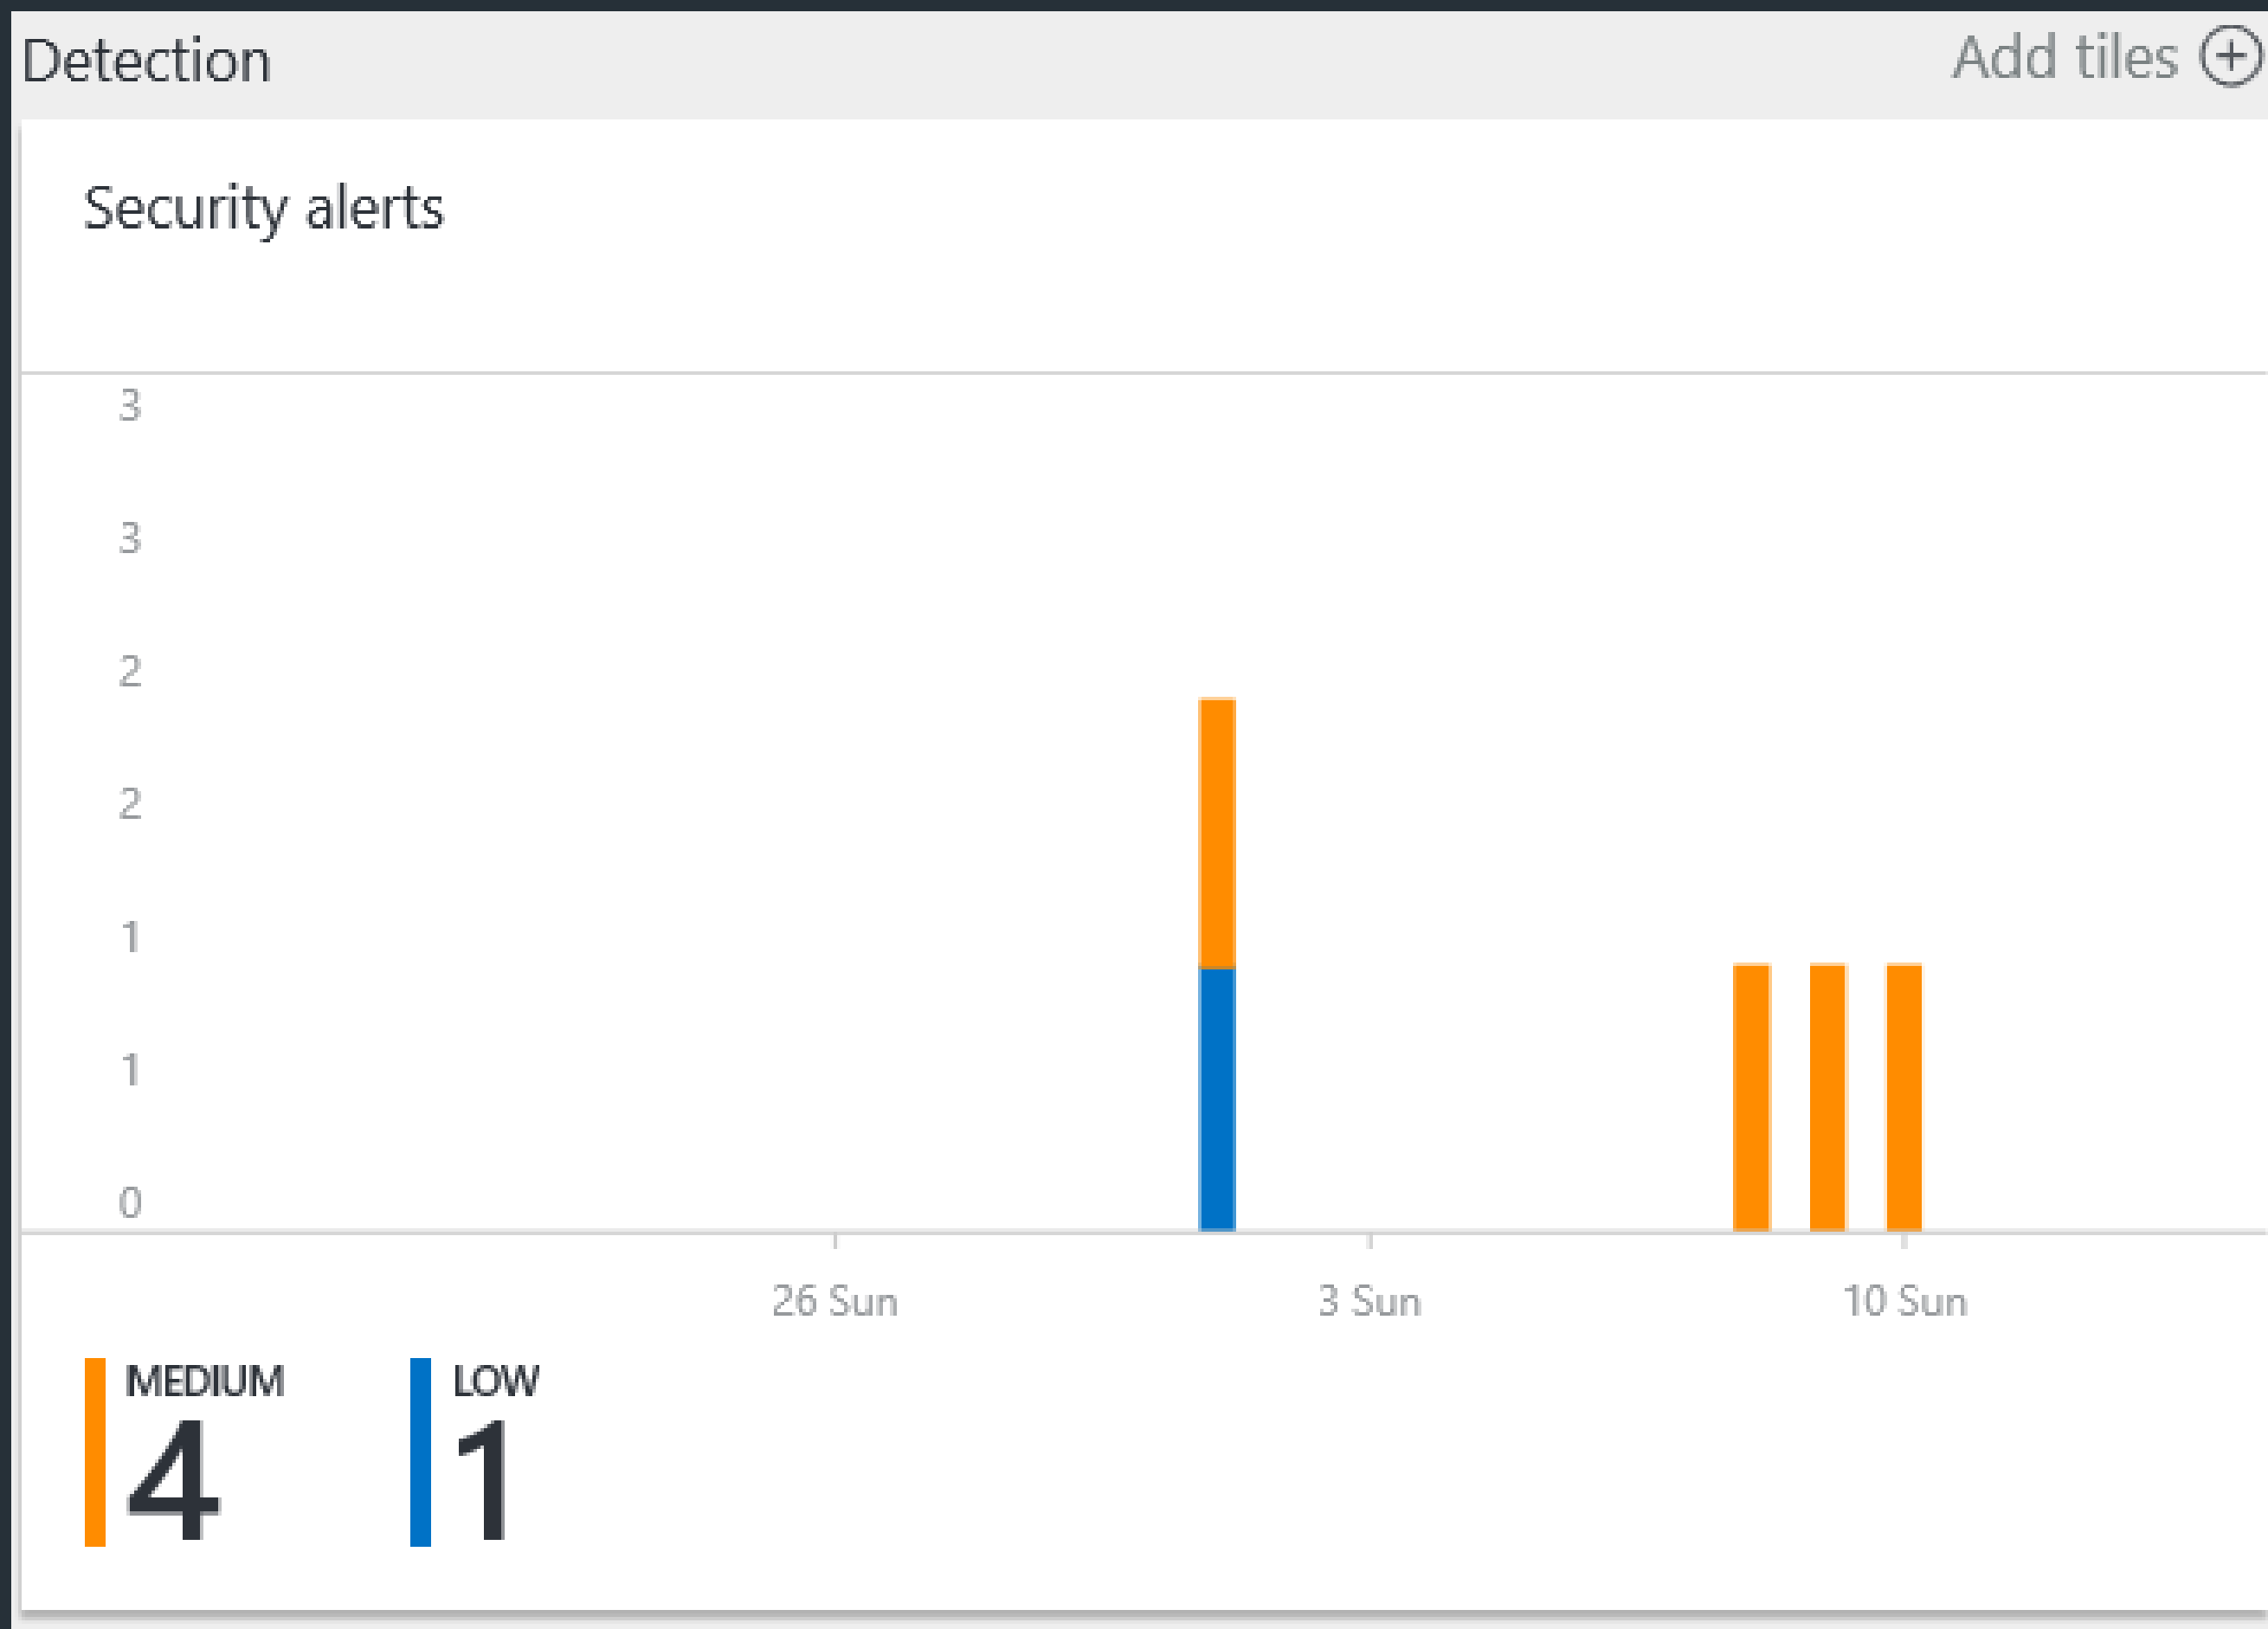 Detection
Add tiles
Security alerts
3
3
2
2
1
1
0
26 Sun
3 Sun
10 Sun
MEDIUM
4
LOW
1